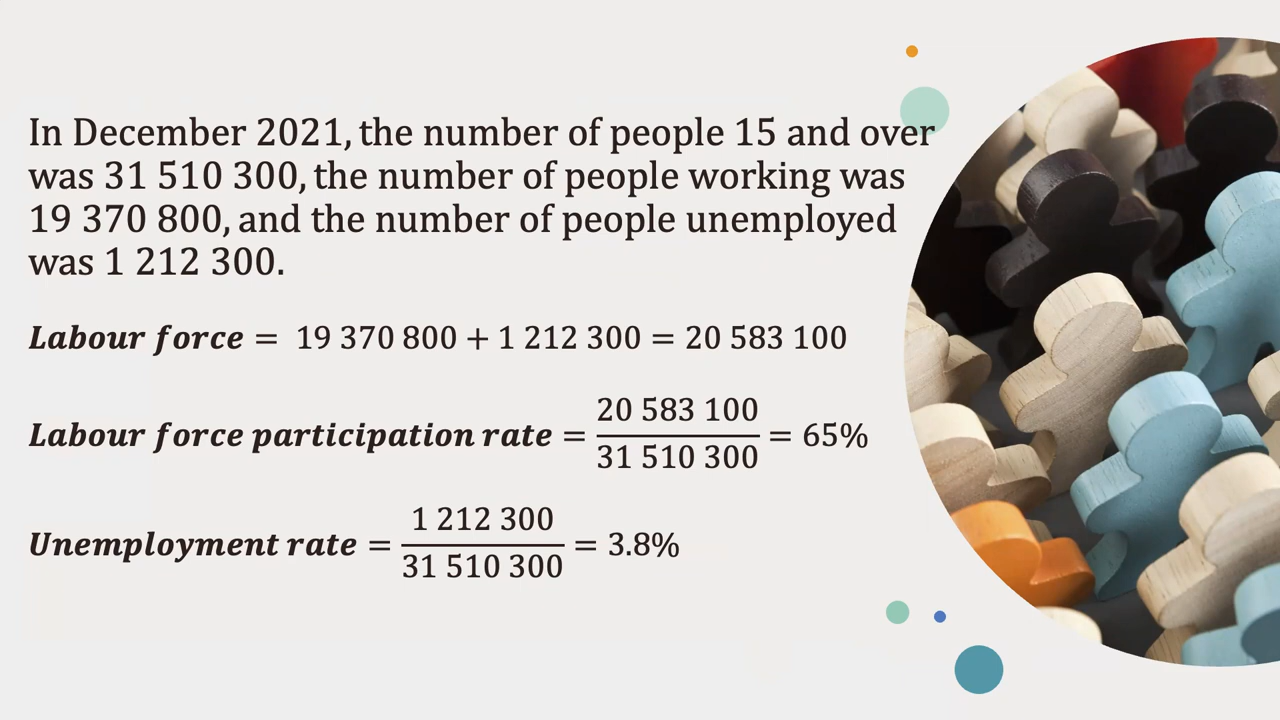 In December 2021, the number of people 15 and over
was 31 510 300, the number of people working was
19 370 800, and the number of people unemployed
was 1 212 300.
Labour force = 19 370 800 + 1 212 300 = 20 583 100
Labour force participation rate = 20 583 100 / 31 510 300 = 65%
Unemployment rate = 1 212 300 / 31 510 300 = 3.8%